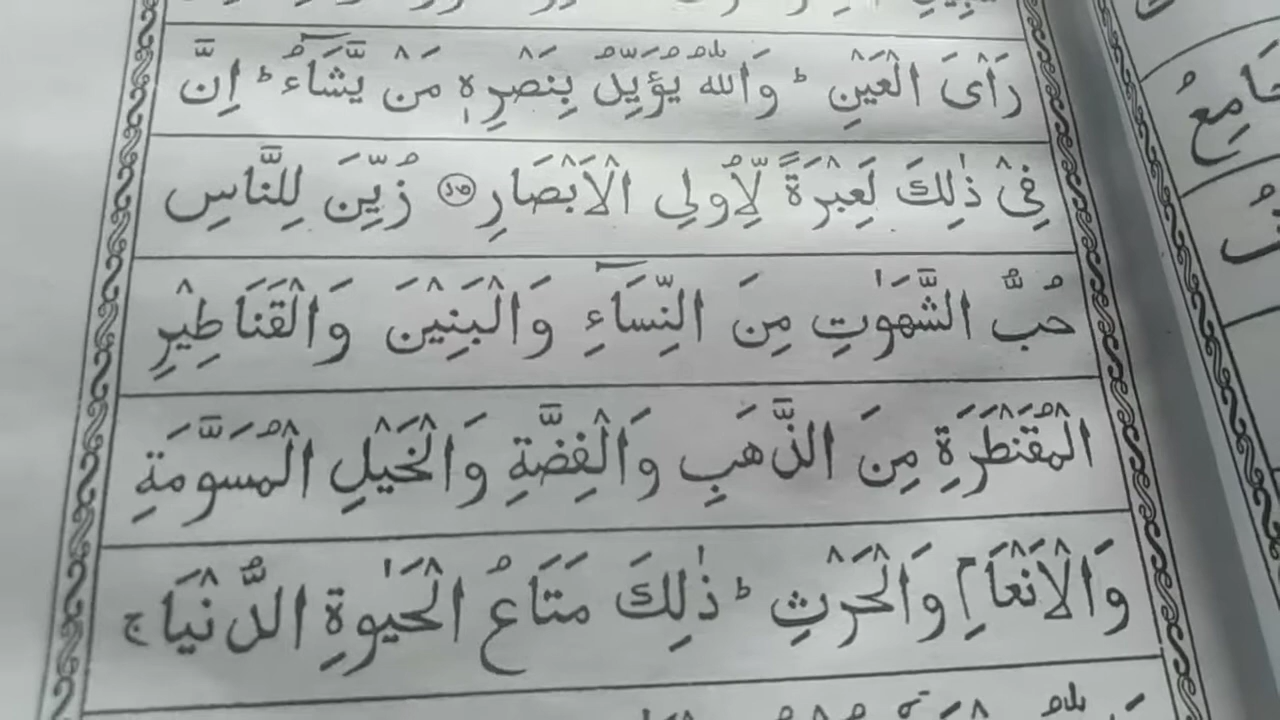 رَاْىَ الْعَيْنِ ؕ وَاللّٰهُ يُؤَيِّدُ بِنَصْرِهٖ مَنْ يَّشَآءُ ؕ اِنَّ
فِىْ ذٰلِكَ لَعِبْرَةً لِّاُولِى الْاَبْصَارِ ﴿۱۳﴾ زُيِّنَ لِلنَّاسِ
حُبُّ الشَّهَوٰتِ مِنَ النِّسَآءِ وَالْبَنِيْنَ وَالْقَنَاطِيْرِ
الْمُقَنْطَرَةِ مِنَ الذَّهَبِ وَالْفِضَّةِ وَالْخَيْلِ الْمُسَوَّمَةِ
وَالْاَنْعَامِ وَالْحَرْثِ ؕ ذٰلِكَ مَتَاعُ الْحَيٰوةِ الدُّنْيَا ۚ
جَامِعُ